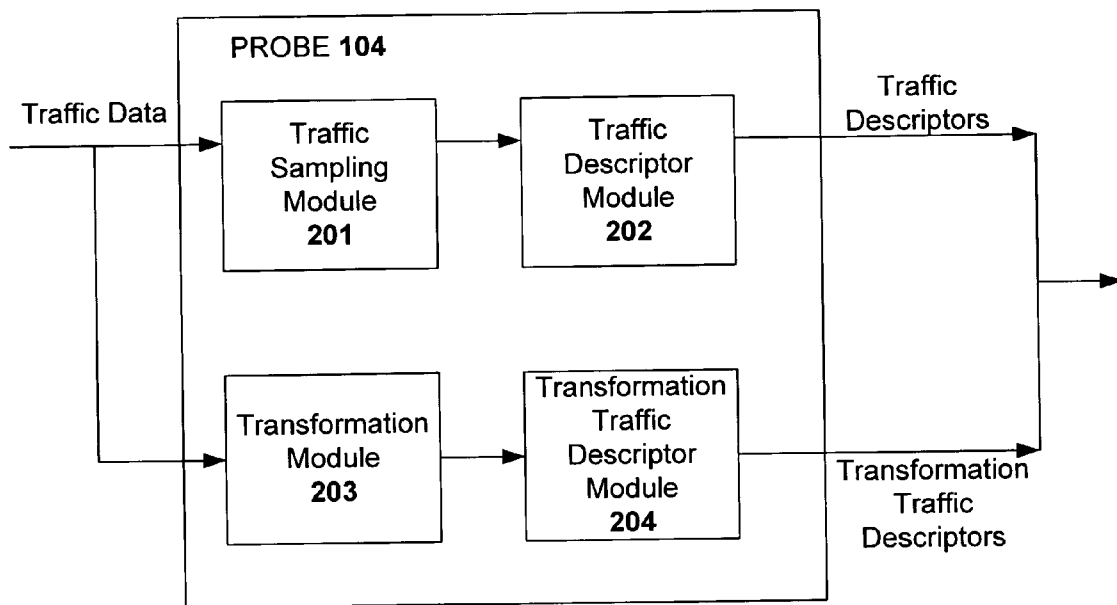 PROBE 104
Traffic Data
Traffic
Sampling
Module
201
Traffic
Descriptor
Module
202
Traffic
Descriptors
Transformation
Module
203
Transformation
Traffic
Descriptor
Module
204
Transformation
Traffic
Descriptors